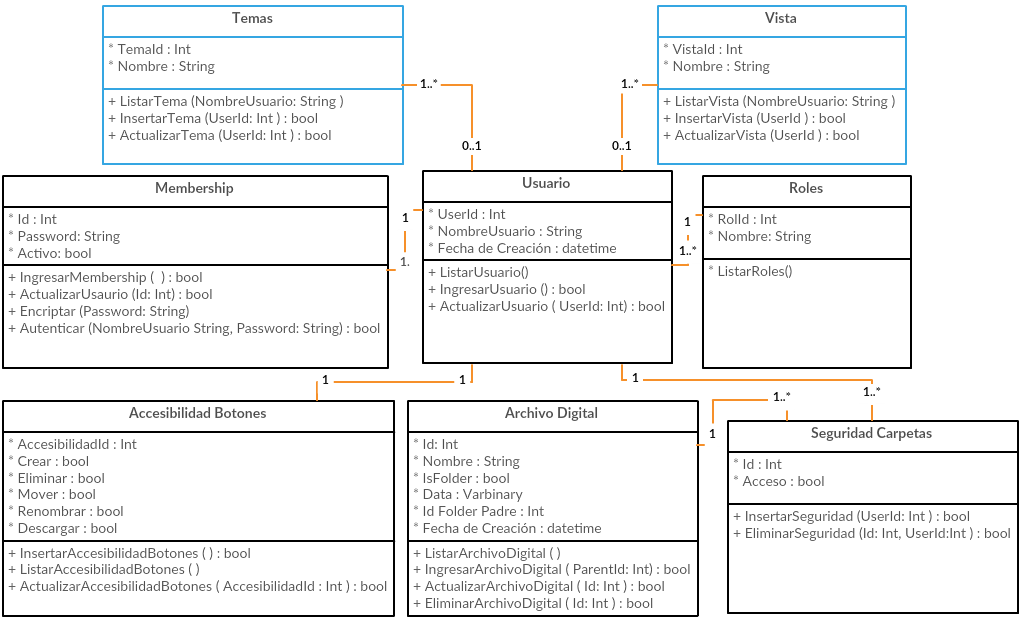 Temas
* TemaId : Int
* Nombre : String
+ ListarTema (NombreUsuario: String )
+ InsertarTema (UserId: Int ) : bool
+ ActualizarTema (UserId: Int ) : bool
Vista
* VistaId : Int
* Nombre : String
+ ListarVista (NombreUsuario: String )
+ InsertarVista (UserId ) : bool
+ ActualizarVista (UserId ) : bool
1..*
0..1
1..*
0..1
Membership
* Id : Int
* Password: String
* Activo: bool
+ IngresarMembership ( ) : bool
+ ActualizarUsaurio (Id: Int) : bool
+ Encriptar (Password: String)
+ Autenticar (NombreUsuario String, Password: String) : bool
1
1.
Usuario
* UserId : Int
* NombreUsuario : String
* Fecha de Creación : datetime
+ ListarUsuario()
+ IngresarUsuario () : bool
+ ActualizarUsuario ( UserId: Int) : bool
1
1..*
Roles
* RolId : Int
* Nombre: String
* ListarRoles()
1
1
1
1..*
Accesibilidad Botones
* AccesibilidadId : Int
* Crear : bool
* Eliminar : bool
* Mover : bool
* Renombrar : bool
* Descargar : bool
+ InsertarAccesibilidadBotones ( ) : bool
+ ListarAccesibilidadBotones ( )
+ ActualizarAccesibilidadBotones ( AccesibilidadId : Int ) : bool
Archivo Digital
* Id: Int
* Nombre : String
* IsFolder : bool
* Data : Varbinary
* Id Folder Padre : Int
* Fecha de Creación : datetime
+ ListarArchivoDigital ( )
+ IngresarArchivoDigital ( ParentId: Int) : bool
+ ActualizarArchivoDigital ( Id: Int ) : bool
+ EliminarArchivoDigital ( Id: Int ) : bool
1..*
1
Seguridad Carpetas
* Id : Int
* Acceso : bool
+ InsertarSeguridad (UserId: Int ) : bool
+ EliminarSeguridad (Id: Int, UserId:Int ) : bool